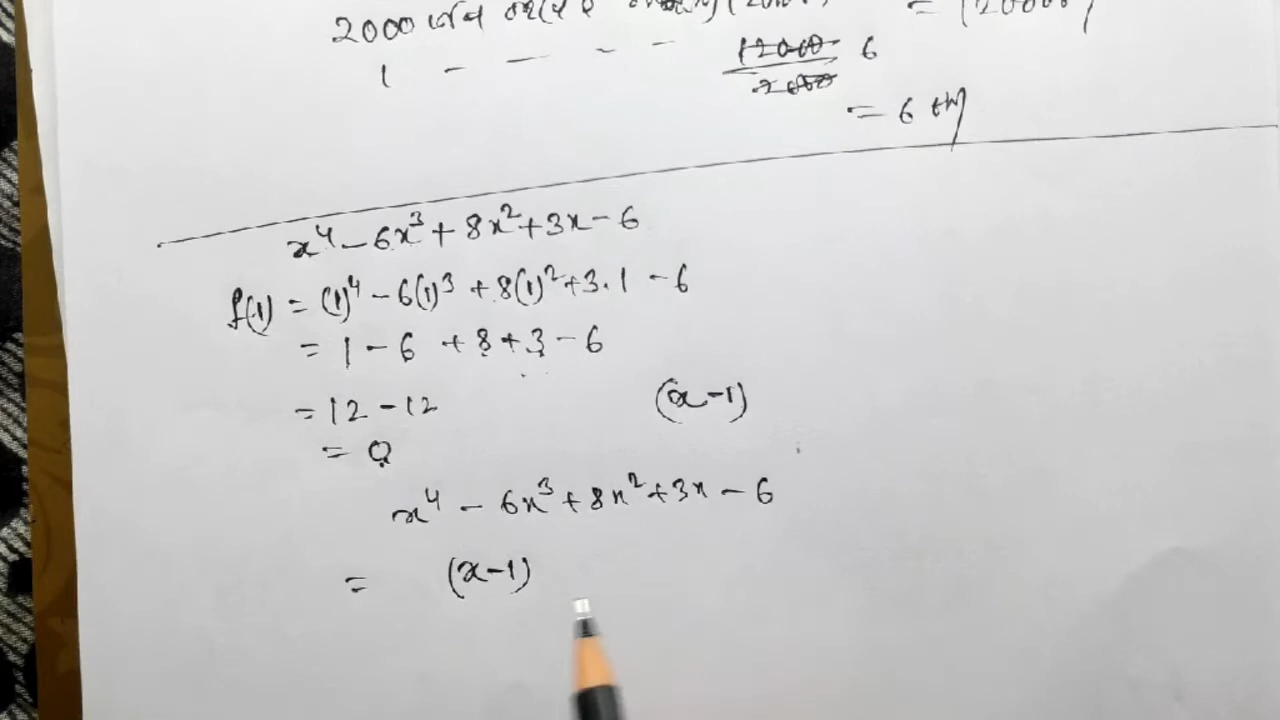 2000 জন
1 - - - -
12000 6
2000
= 6 টাকা
x⁴ - 6x³ + 8x² + 3x - 6
f(1) = (1)⁴ - 6(1)³ + 8(1)² + 3.1 - 6
= 1 - 6 + 8 + 3 - 6
= 12 - 12 (x-1)
= 0
x⁴ - 6x³ + 8x² + 3x - 6
= (x-1)